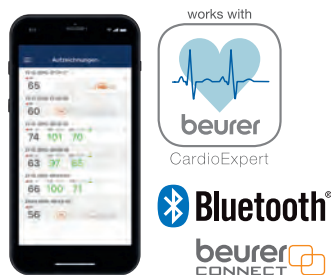 works with
beurer
CardioExpert
Aufzeichnungen
65
60
74 101 70
63 97 65
66 100 71
56
Bluetooth®
beurer
CONNECT